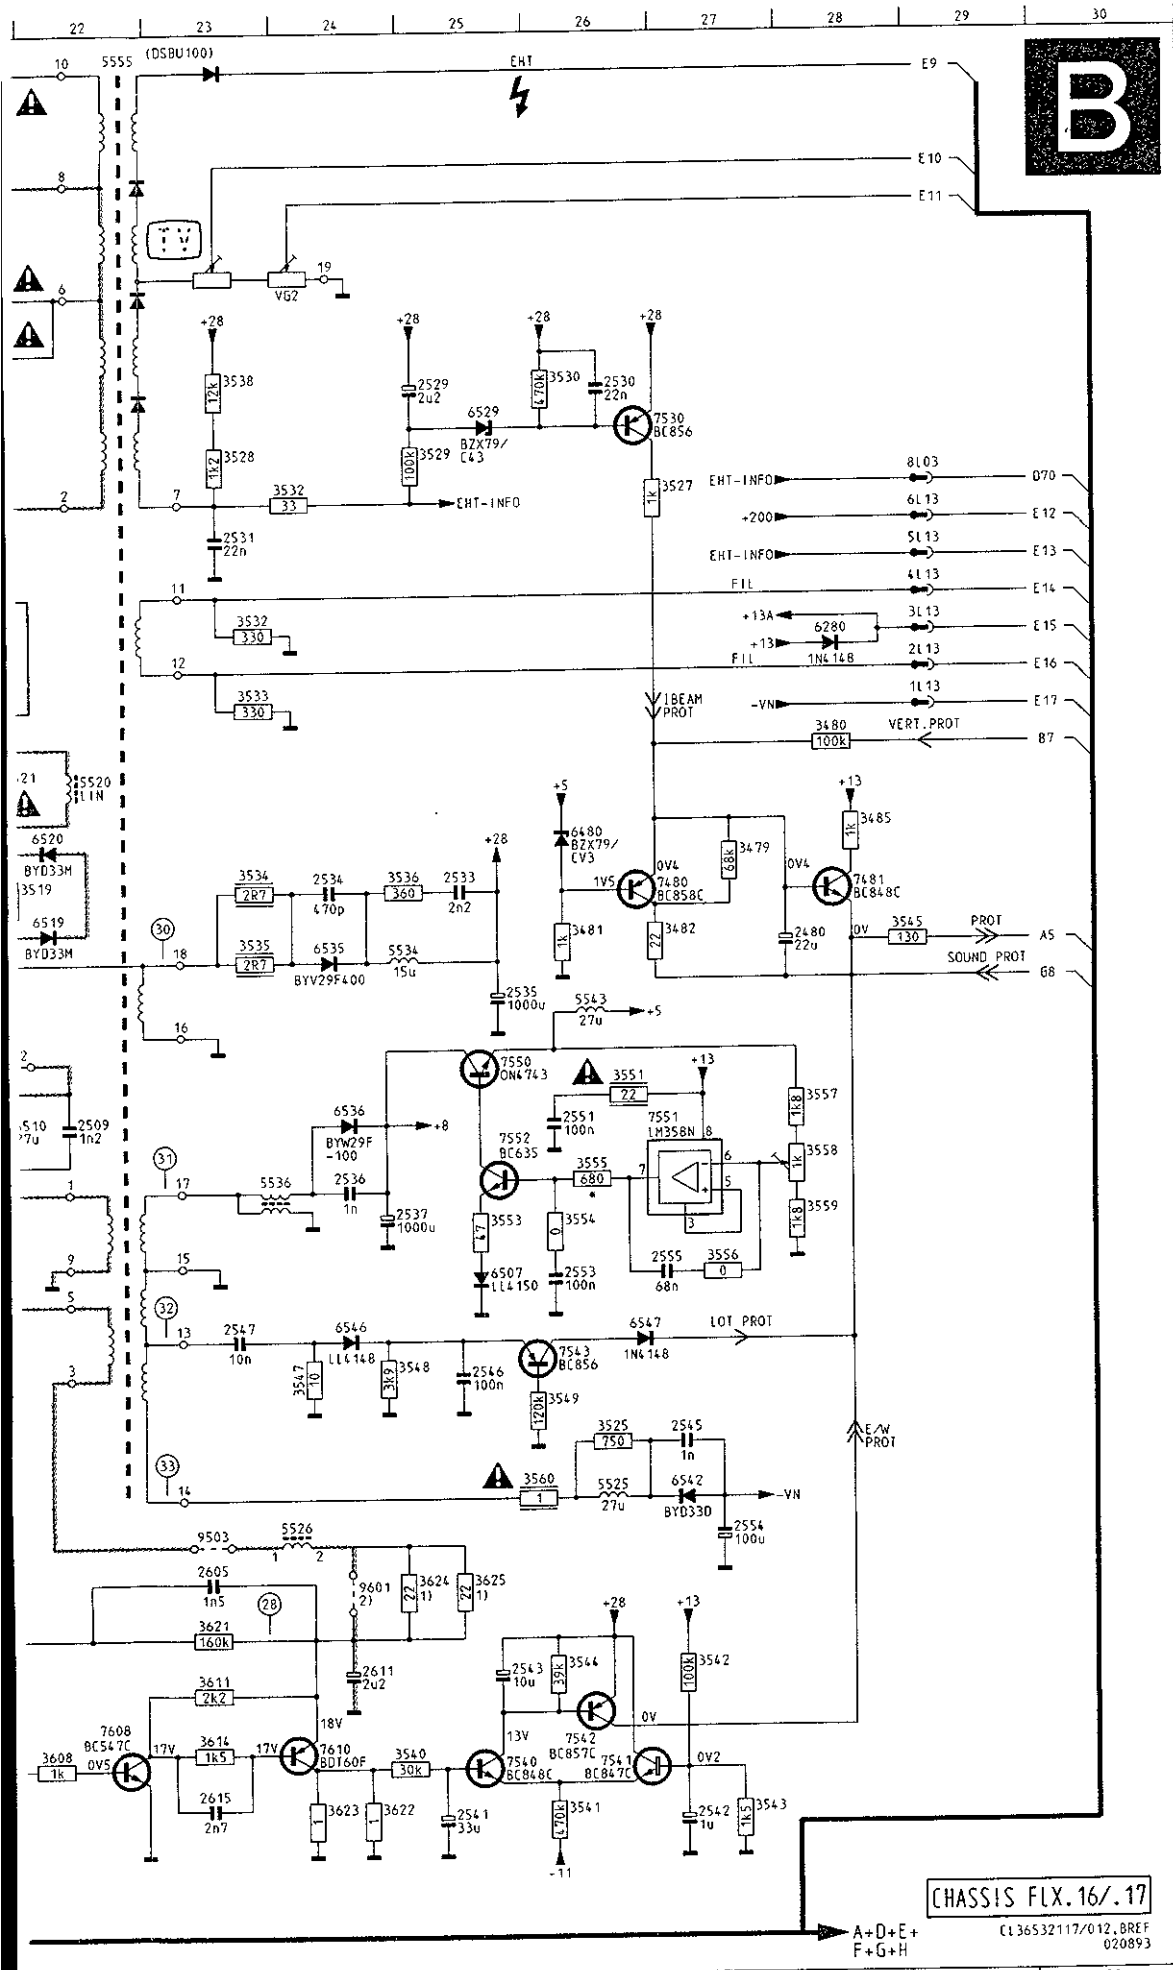 22 23 24 25 26 27 28 29 30
10 5555 (DSBU100) EHT E9
B
8 E10
E11
TV
6 19
VG2
+28 +28 +28 +28
12k 3538 2529 2u2 470k 3530 2530 22n
6529 BZX79/C43 7530 BC856
1k2 3528 100k 3529 1k 3527
EHT-INFO 8L03 D70
2 7 3532 33 EHT-INFO
+200 6L13 E12
2531 22n
EHT-INFO 5L13 E13
11 FIL 4L13 E14
3532 330 +13A 3L13 E15
+13 6280 1N4148
12 FIL 2L13 E16
3533 330 IBEAM PROT -VN 1L13 E17
3480 100k VERT.PROT B7
21 5520 LIN
+5 +13
6480 BZX79/CV3 68k 3479 1k 3485
6520 BYD33M +28
3519 0V4 0V4
3534 2R7 2534 470p 3536 360 2533 2n2 1V5 7480 BC858C 7481 BC848C
6519 BYD33M 30 1k 3481 22 3482 2480 22u 0V 3545 130 PROT A5
18 3535 2R7 6535 BYV29F400 5534 15u SOUND PROT G8
2535 1000u 5543 27u +5
16
2 7550 ON4743 3551 22 +13
1k8 3557
5510 27u 2509 1n2 6536 BYW29F-100 +8 7552 BC635 2551 100n 7551 LM358N 8
31 17 5536 2536 1n 3555 680 7 6 5 3 1k 3558
1 2537 1000u 47 3553 0 3554 1k8 3559
9 15 6507 LL4150 2553 100n 2555 68n 3556 0
5 32 13 2547 10n 6546 LL4148 7543 BC856 6547 1N4148 LOT PROT
3 3547 10 3k9 3548 2546 100n 120k 3549
3525 750 2545 1n E/W PROT
33 14 3560 1 5525 27u 6542 BYD33D -VN
2554 100u
9503 5526 1 2
2605 1n5 9601 2) 22 3624 1) 22 3625 1)
28 +28 +13
3621 160k 2611 2u2 2543 10u 39k 3544 100k 3542
3611 2k2
7608 BC547C 18V 13V 7542 BC857C 0V
3608 1k 0V5 17V 3614 1k5 17V 7610 BDT60F 3540 30k 7540 BC848C 7541 BC847C 0V2
2615 2n7 1 3623 1 3622 2541 33u 470k 3541 2542 1u 1k5 3543
-11
CHASSIS FLX.16/.17
A+D+E+
F+G+H
CL36532117/012.BREF
020893